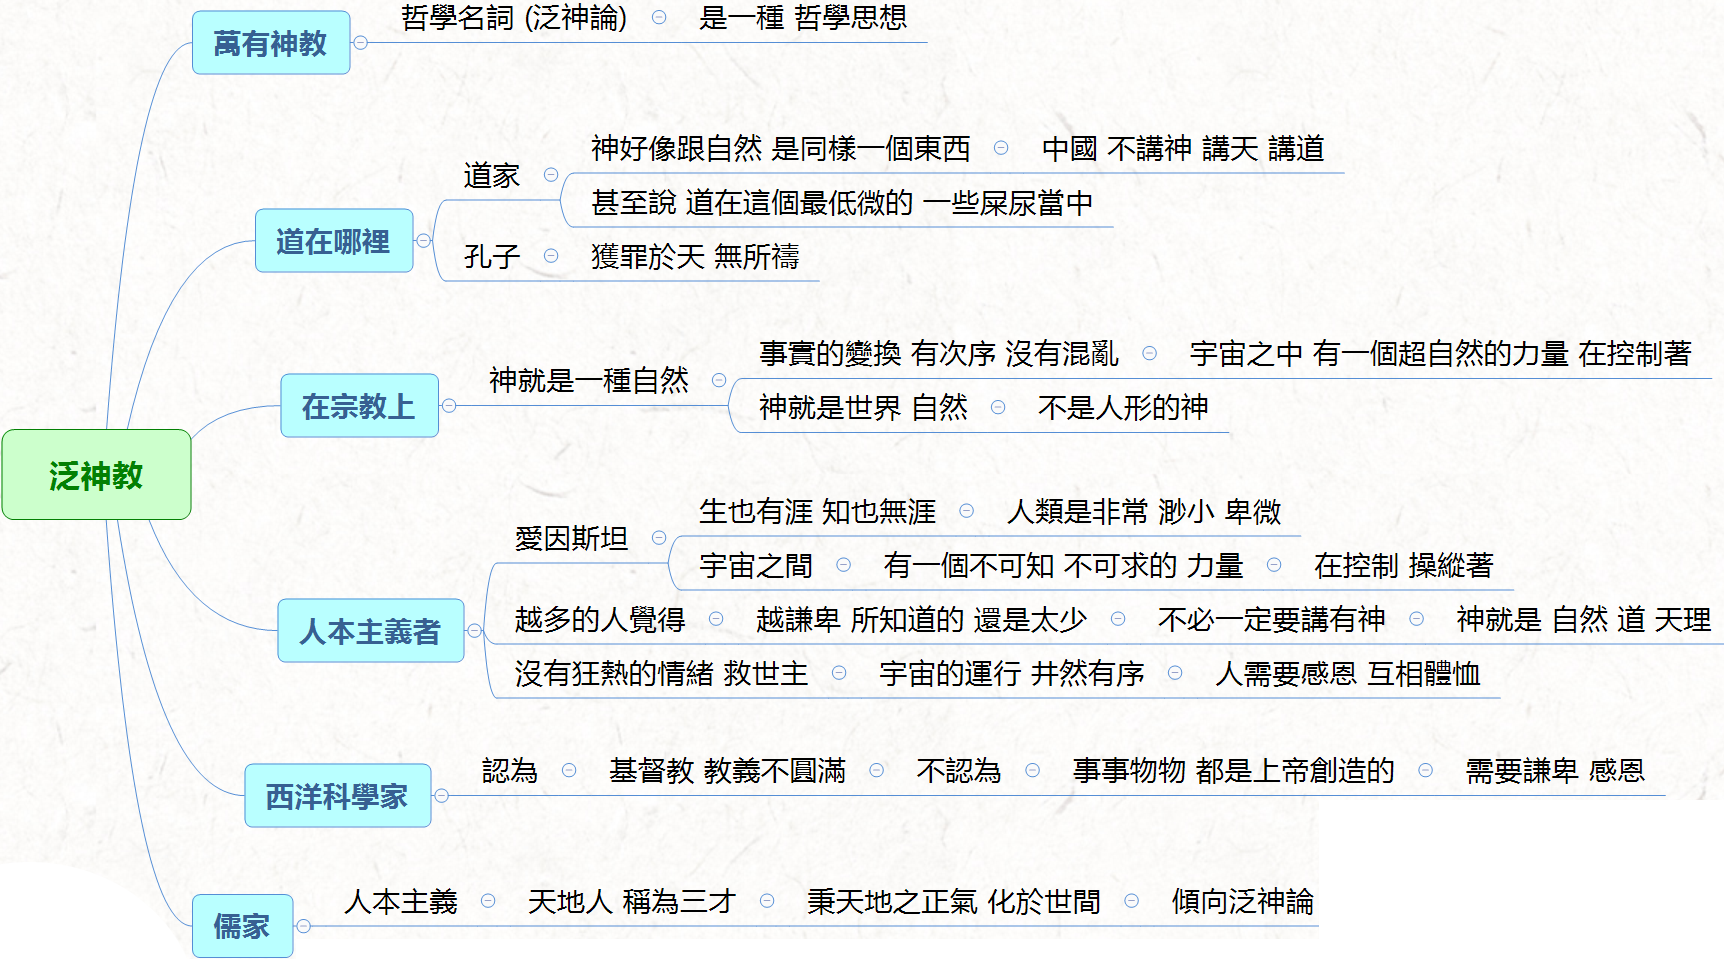 泛神教
萬有神教
哲學名詞 (泛神論) 是一種 哲學思想
道在哪裡
道家
神好像跟自然 是同樣一個東西 中國 不講神 講天 講道
甚至說 道在這個最低微的 一些屎尿當中
孔子 獲罪於天 無所禱
在宗教上
神就是一種自然
事實的變換 有次序 沒有混亂 宇宙之中 有一個超自然的力量 在控制著
神就是世界 自然 不是人形的神
人本主義者
愛因斯坦
生也有涯 知也無涯 人類是非常 渺小 卑微
宇宙之間 有一個不可知 不可求的 力量 在控制 操縱著
越多的人覺得 越謙卑 所知道的 還是太少 不必一定要講有神 神就是 自然 道 天理
沒有狂熱的情緒 救世主 宇宙的運行 井然有序 人需要感恩 互相體恤
西洋科學家
認為 基督教 教義不圓滿 不認為 事事物物 都是上帝創造的 需要謙卑 感恩
儒家
人本主義 天地人 稱為三才 秉天地之正氣 化於世間 傾向泛神論